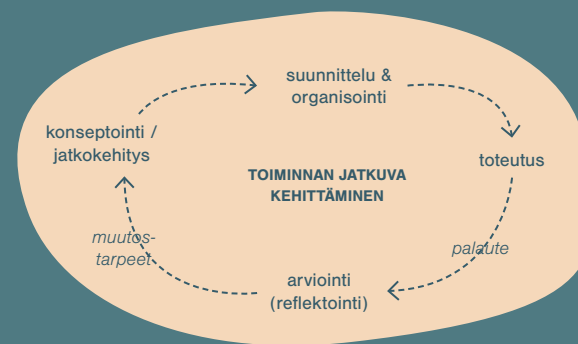 suunnittelu &
organisointi
konseptointi /
jatkokehitys
toteutus
TOIMINNAN JATKUVA
KEHITTÄMINEN
muutos-
tarpeet
palaute
arviointi
(reflektointi)